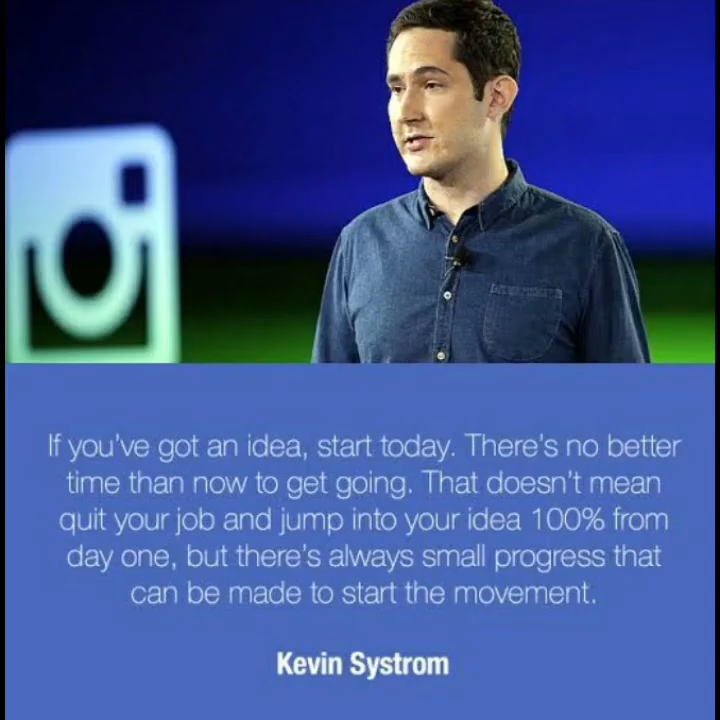 If you've got an idea, start today. There's no better
time than now to get going. That doesn't mean
quit your job and jump into your idea 100% from
day one, but there's always small progress that
can be made to start the movement.
Kevin Systrom